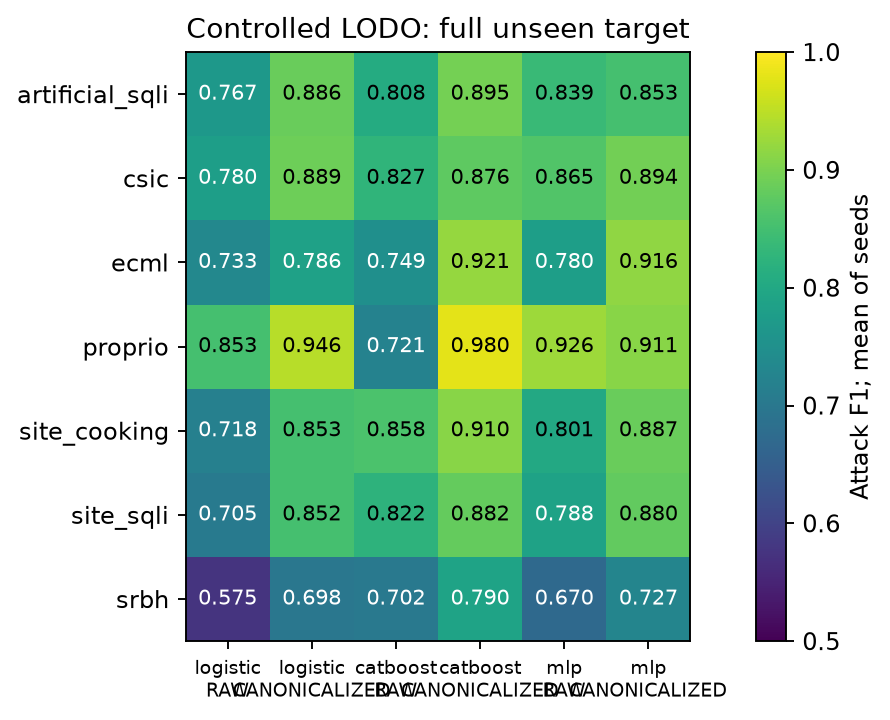 Controlled LODO: full unseen target
artificial_sqli 0.767 0.886 0.808 0.895 0.839 0.853
csic 0.780 0.889 0.827 0.876 0.865 0.894
ecml 0.733 0.786 0.749 0.921 0.780 0.916
proprio 0.853 0.946 0.721 0.980 0.926 0.911
site_cooking 0.718 0.853 0.858 0.910 0.801 0.887
site_sqli 0.705 0.852 0.822 0.882 0.788 0.880
srbh 0.575 0.698 0.702 0.790 0.670 0.727
logistic logistic catboost catboost mlp mlp
RAW CANONICALIZED RAW CANONICALIZED RAW CANONICALIZED
1.0
0.9
0.8
0.7
0.6
0.5
Attack F1; mean of seeds